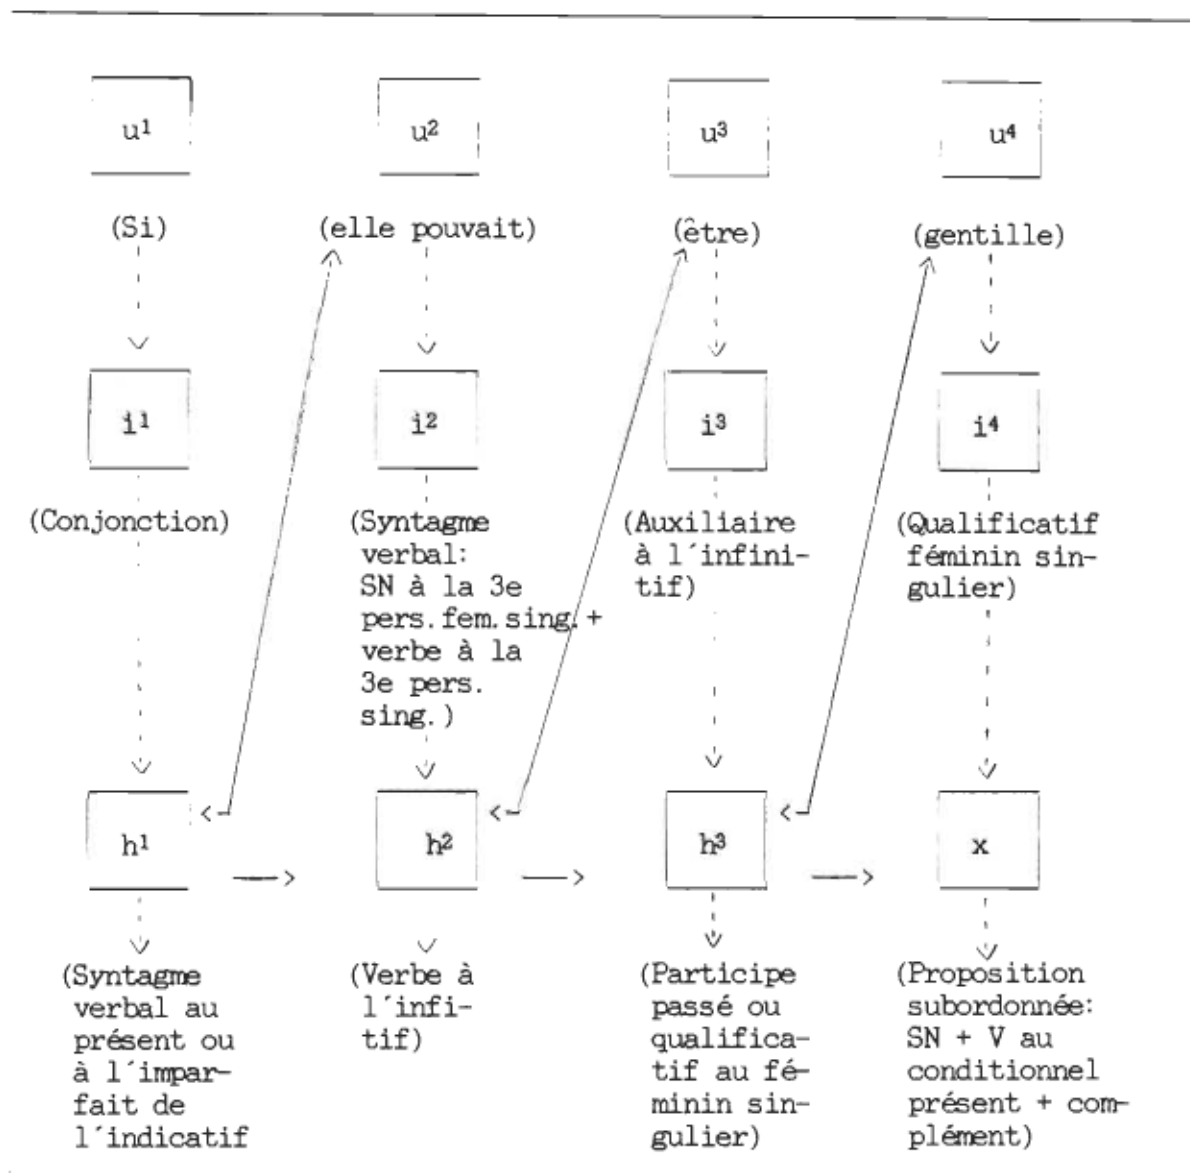 u¹ u² u³ u⁴
(Si) (elle pouvait) (être) (gentille)
i¹ i² i³ i⁴
(Conjonction)
(Syntagme
verbal:
SN à la 3e
pers.fem.sing.+
verbe à la
3e pers.
sing.)
(Auxiliaire
à l´infini-
tif)
(Qualificatif
féminin sin-
gulier)
h¹ h² h³ x
(Syntagme
verbal au
présent ou
à l´impar-
fait de
l´indicatif
(Verbe à
l´infi-
tif)
(Participe
passé ou
qualifica-
tif au fé-
minin sin-
gulier)
(Proposition
subordonnée:
SN + V au
conditionnel
présent + com-
plément)